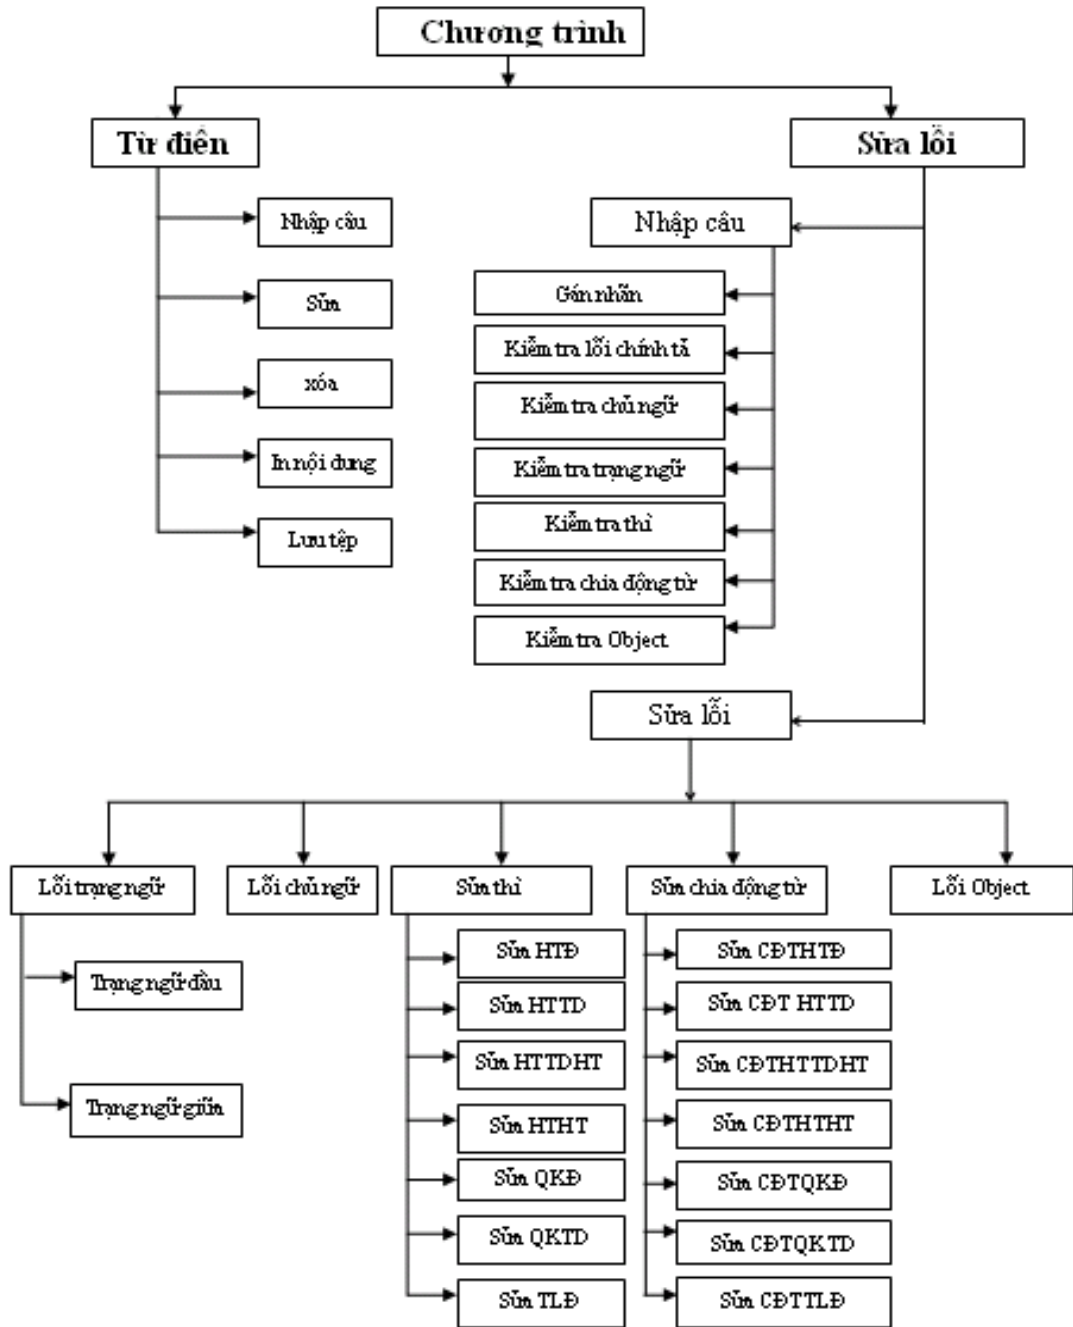 Chương trình
Từ điển
Sửa lỗi
Nhập câu
Sửa
xóa
In nội dung
Lưu tệp
Nhập câu
Gán nhãn
Kiểm tra lỗi chính tả
Kiểm tra chủ ngữ
Kiểm tra trạng ngữ
Kiểm tra thì
Kiểm tra chia động từ
Kiểm tra Object
Sửa lỗi
Lỗi trạng ngữ
Lỗi chủ ngữ
Sửa thì
Sửa chia động từ
Lỗi Object
Trạng ngữ đầu
Trạng ngữ giữa
Sửa HTĐ
Sửa HTTD
Sửa HTTDHT
Sửa HTHT
Sửa QKĐ
Sửa QKTD
Sửa TLĐ
Sửa CĐTHTĐ
Sửa CĐT HTTD
Sửa CĐTHTTDHT
Sửa CĐTHTHT
Sửa CĐTQKĐ
Sửa CĐTQKTD
Sửa CĐTTLĐ